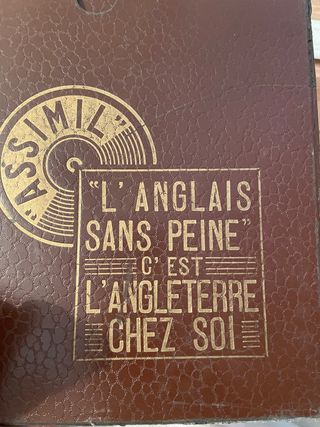 "ASSIMIL"
"L'ANGLAIS
SANS PEINE"
C'EST
L'ANGLETERRE
CHEZ SOI